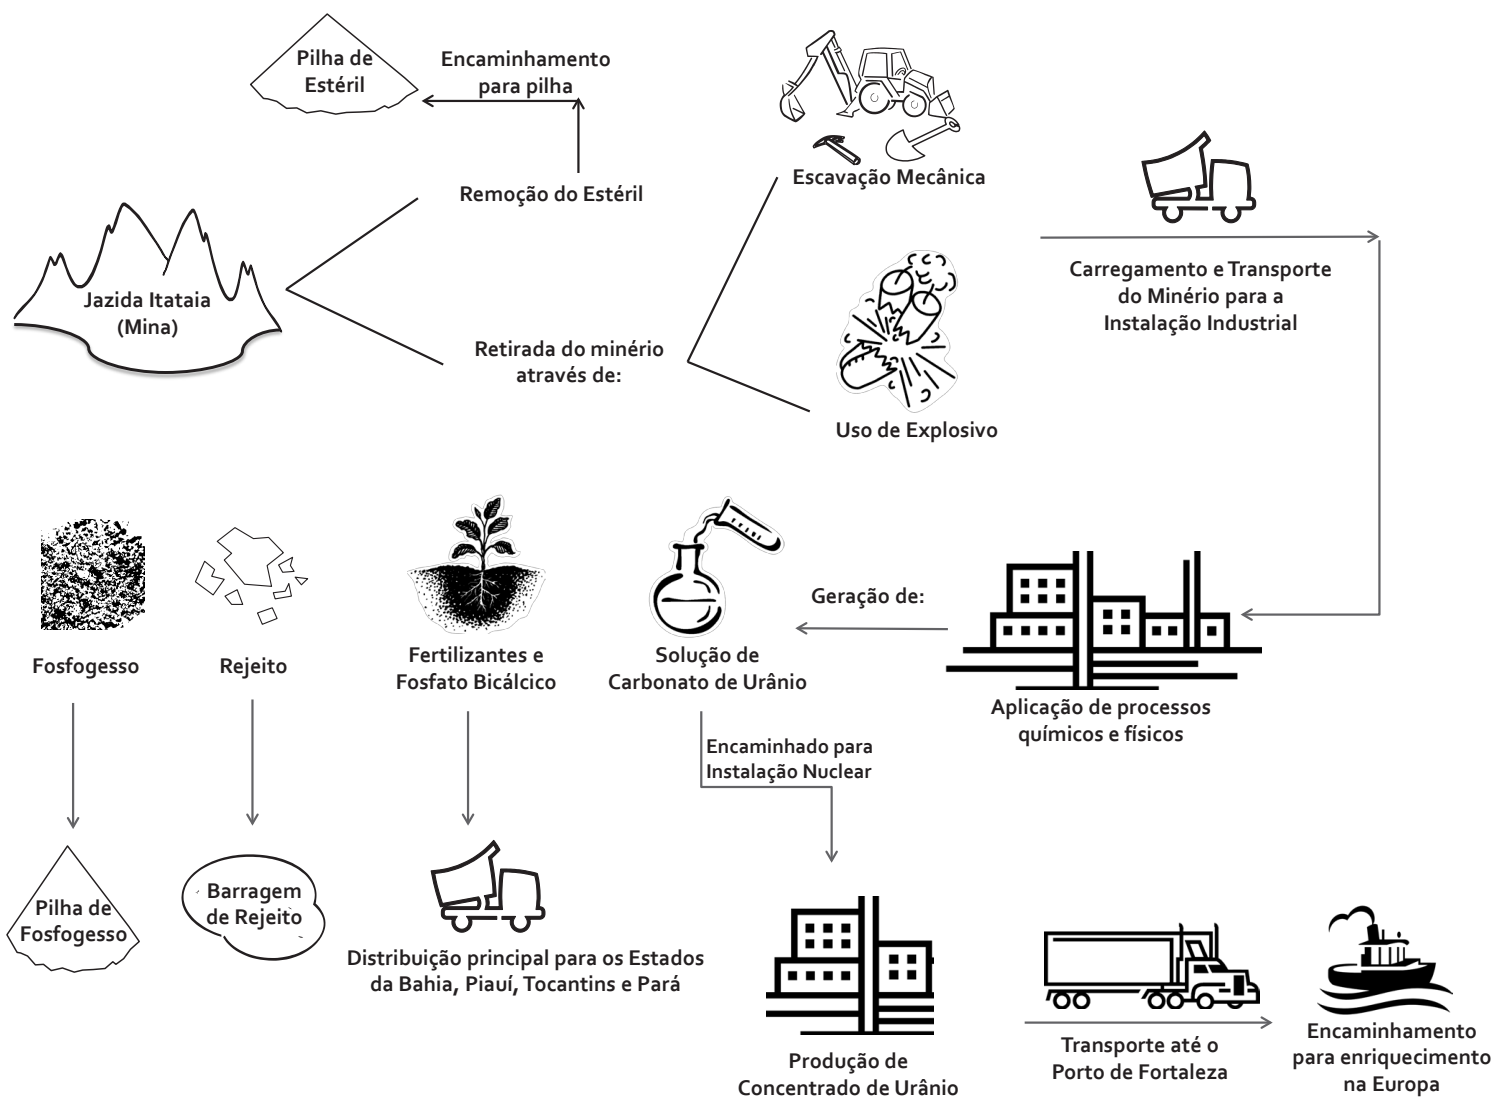 Pilha de
Estéril
Encaminhamento
para pilha
Remoção do Estéril
Escavação Mecânica
Jazida Itataia
(Mina)
Retirada do minério
através de:
Uso de Explosivo
Carregamento e Transporte
do Minério para a
Instalação Industrial
Fosfogesso
Rejeito
Fertilizantes e
Fosfato Bicálcico
Solução de
Carbonato de Urânio
Geração de:
Aplicação de processos
químicos e físicos
Encaminhado para
Instalação Nuclear
Pilha de
Fosfogesso
Barragem
de Rejeito
Distribuição principal para os Estados
da Bahia, Piauí, Tocantins e Pará
Produção de
Concentrado de Urânio
Transporte até o
Porto de Fortaleza
Encaminhamento
para enriquecimento
na Europa